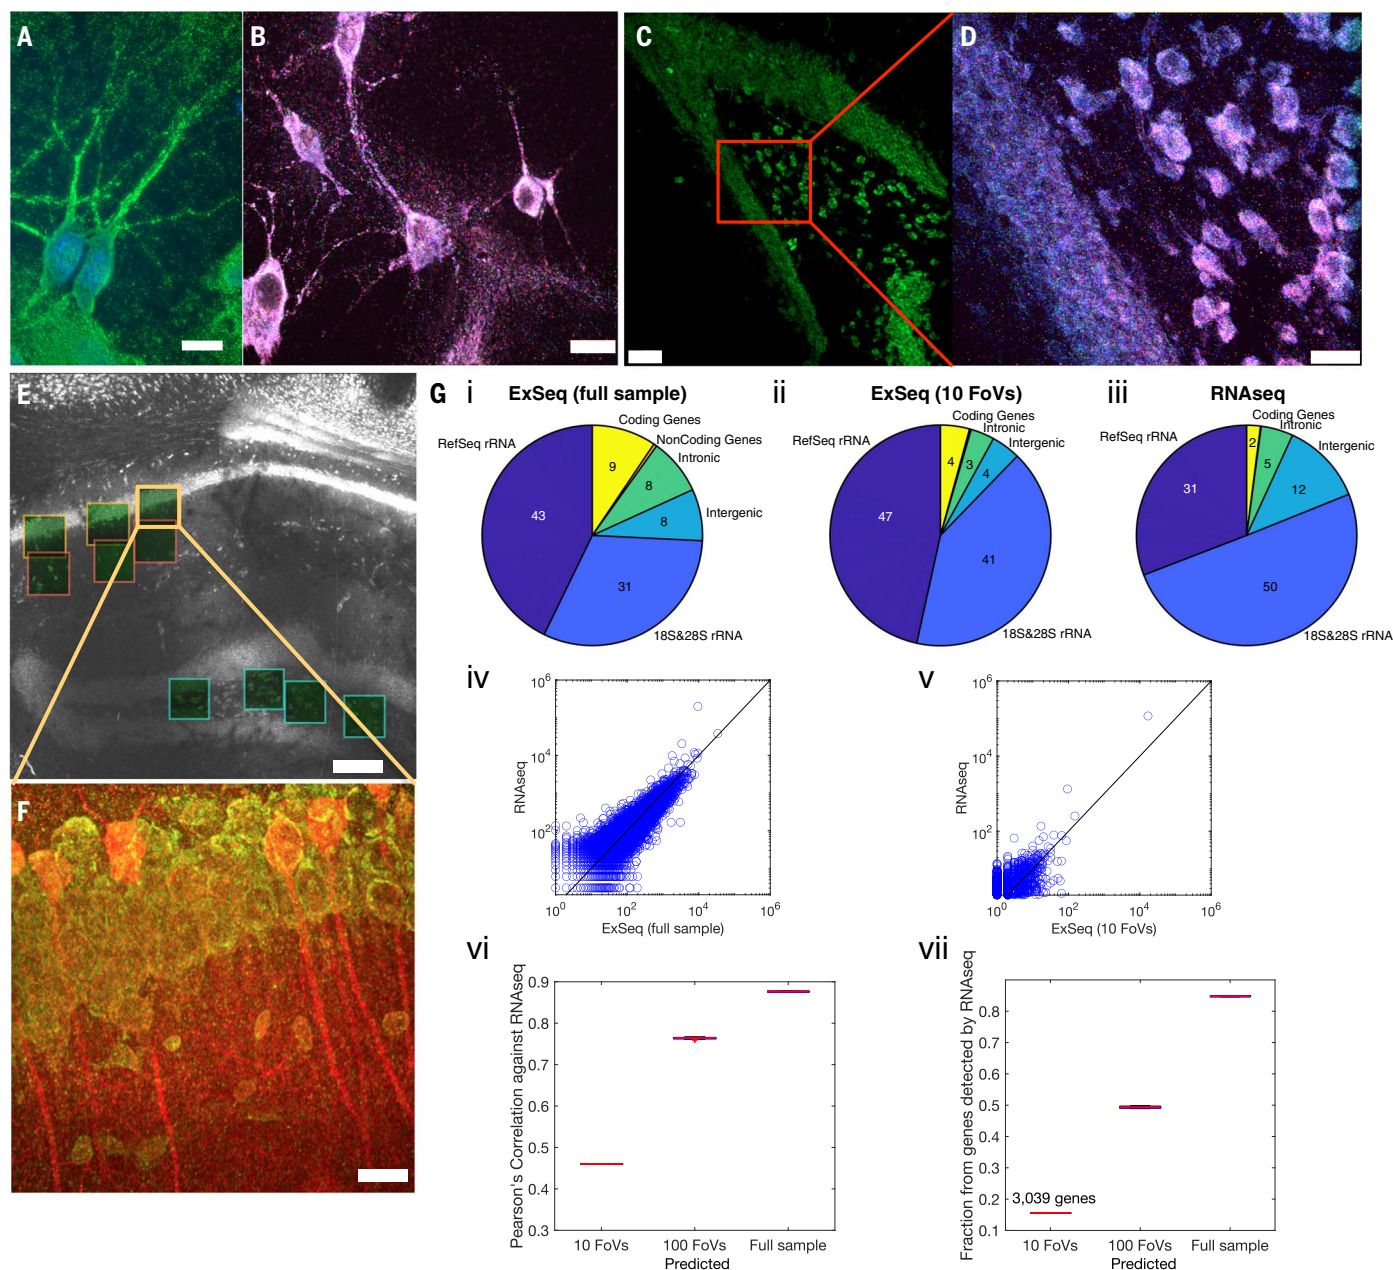 A
B
C
D
E
F
G
i
ExSeq (full sample)
Coding Genes
NonCoding Genes
Intronic
Intergenic
18S&28S rRNA
RefSeq rRNA
9
8
8
31
43
ii
ExSeq (10 FoVs)
Coding Genes
Intronic
Intergenic
18S&28S rRNA
RefSeq rRNA
4
3
4
41
47
iii
RNAseq
Coding Genes
Intronic
Intergenic
18S&28S rRNA
RefSeq rRNA
2
5
12
50
31
iv
RNAseq
10^6
10^4
10^2
10^0 10^2 10^4 10^6
ExSeq (full sample)
v
RNAseq
10^6
10^4
10^2
10^0 10^2 10^4 10^6
ExSeq (10 FoVs)
vi
Pearson's Correlation against RNAseq
0.9
0.8
0.7
0.6
0.5
0.4
0.3
10 FoVs 100 FoVs Full sample
Predicted
vii
Fraction from genes detected by RNAseq
0.8
0.7
0.6
0.5
0.4
0.3
0.2
0.1
3,039 genes
10 FoVs 100 FoVs Full sample
Predicted